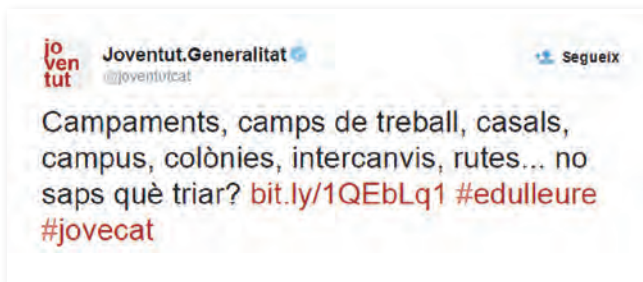 jo
ven
tut
Joventut.Generalitat
@joventutcat
Segueix
Campaments, camps de treball, casals,
campus, colònies, intercanvis, rutes... no
saps què triar? bit.ly/1QEbLq1 #edulleure
#jovecat